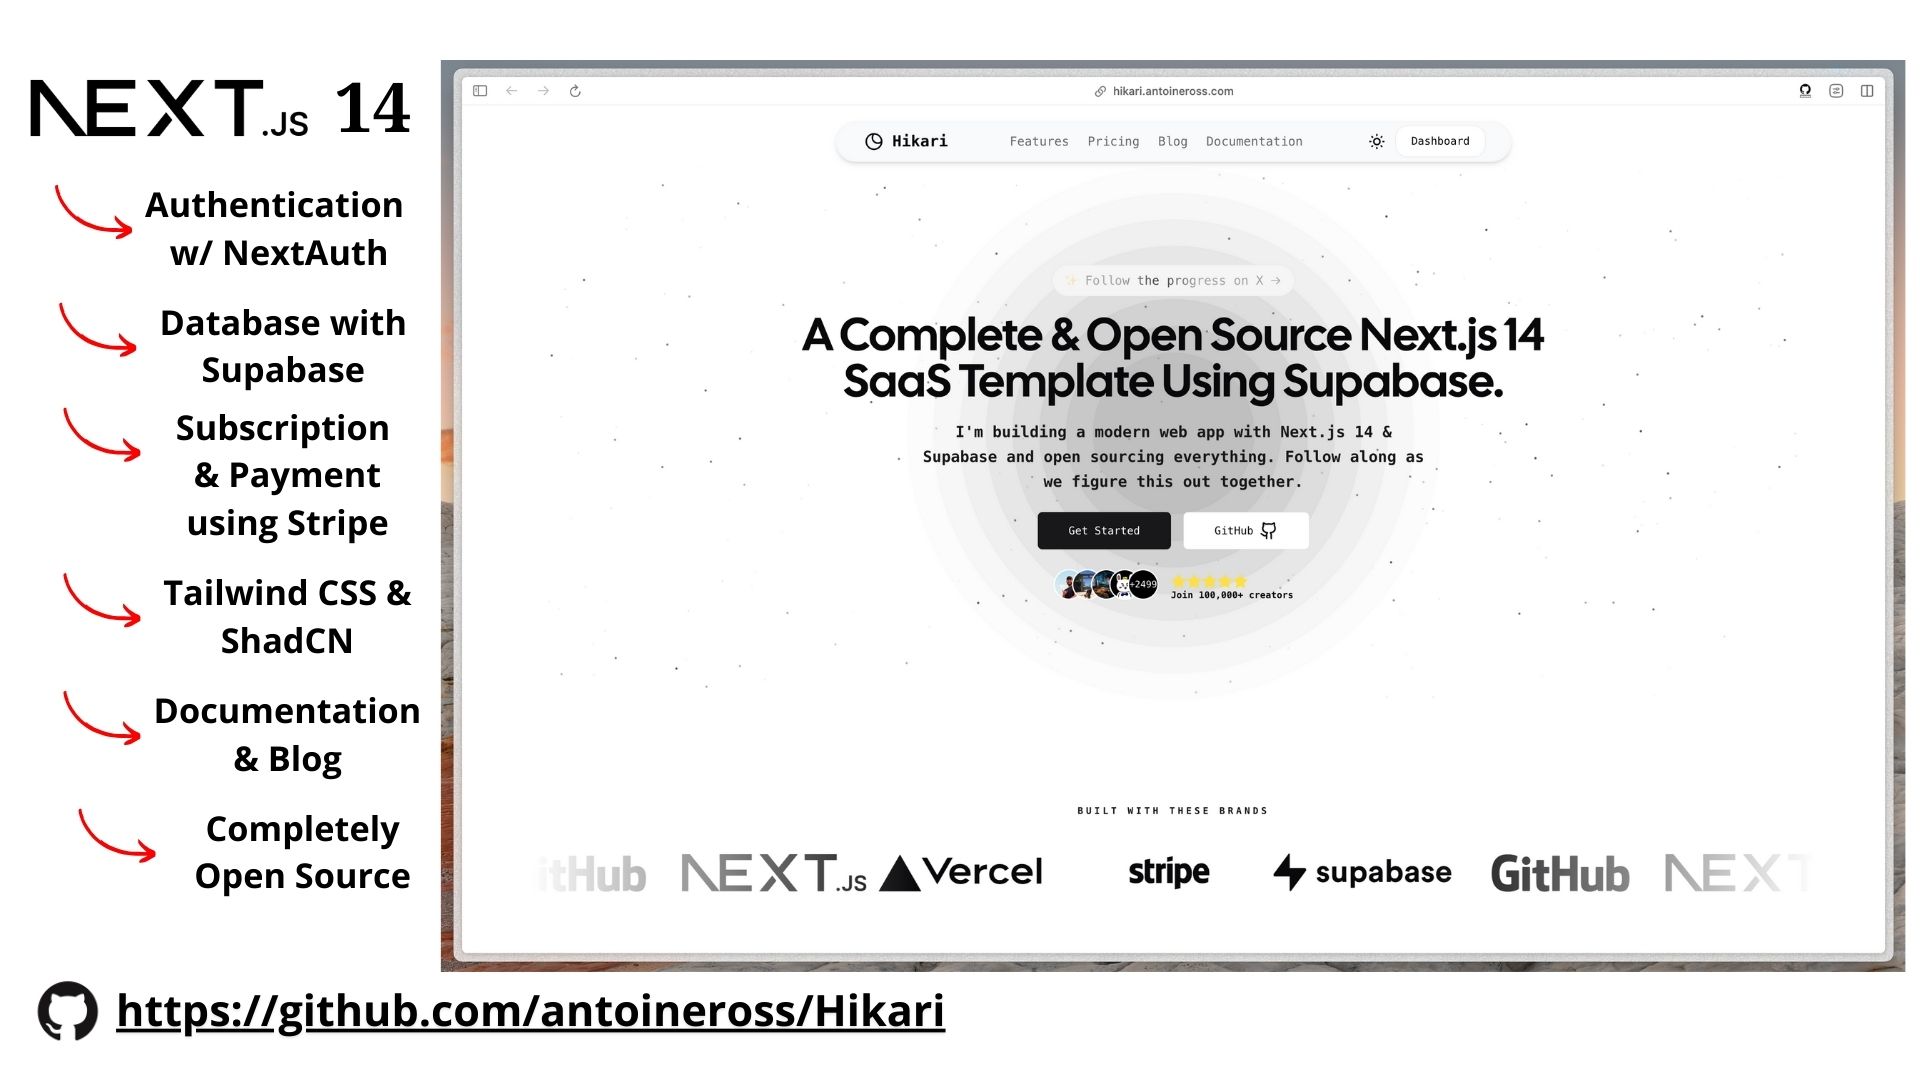 NEXT.JS 14
Authentication
w/ NextAuth
Database with
Supabase
Subscription
& Payment
using Stripe
Tailwind CSS &
ShadCN
Documentation
& Blog
Completely
Open Source
hikari.antoineross.com
Hikari Features Pricing Blog Documentation Dashboard
✨ Follow the progress on X →
A Complete & Open Source Next.js 14
SaaS Template Using Supabase.
I'm building a modern web app with Next.js 14 &
Supabase and open sourcing everything. Follow along as
we figure this out together.
Get Started GitHub
+2499
Join 100,000+ creators
BUILT WITH THESE BRANDS
itHub NEXT.JS Vercel stripe supabase GitHub NEXT
https://github.com/antoineross/Hikari